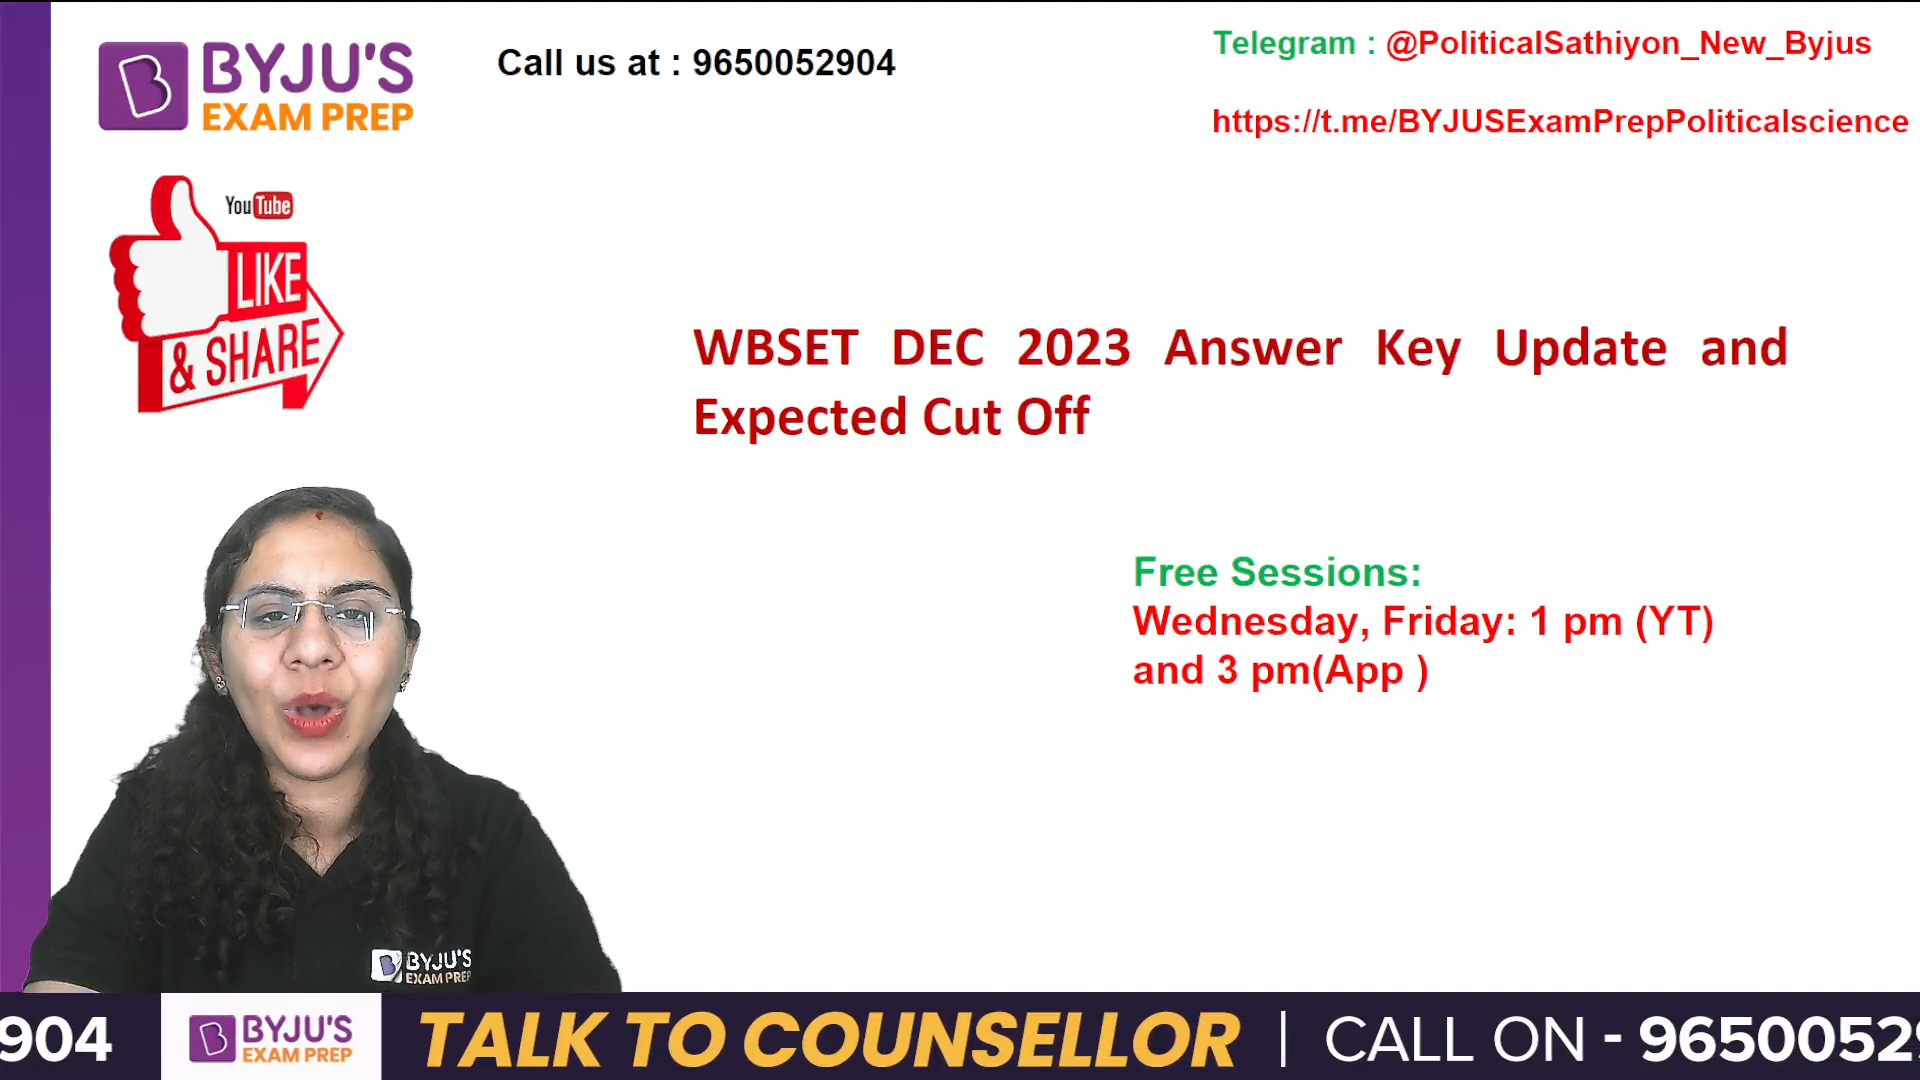 BYJU'S
EXAM PREP
Call us at : 9650052904
Telegram : @PoliticalSathiyon_New_Byjus
https://t.me/BYJUSExamPrepPoliticalscience
YouTube
LIKE
& SHARE
WBSET DEC 2023 Answer Key Update and
Expected Cut Off
Free Sessions:
Wednesday, Friday: 1 pm (YT)
and 3 pm(App )
BYJU'S
EXAM PREP
904
BYJU'S
EXAM PREP
TALK TO COUNSELLOR | CALL ON - 96500529